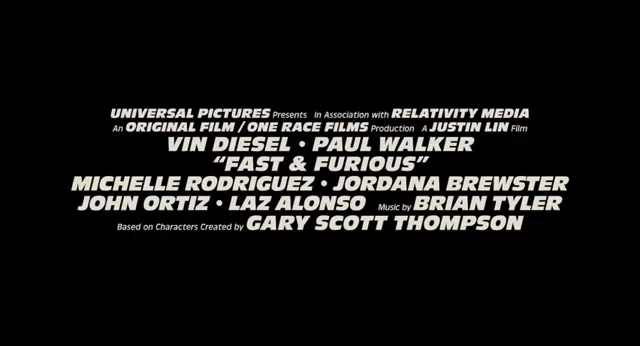 UNIVERSAL PICTURES Presents in Association with RELATIVITY MEDIA
An ORIGINAL FILM / ONE RACE FILMS Production A JUSTIN LIN Film
VIN DIESEL • PAUL WALKER
“FAST & FURIOUS”
MICHELLE RODRIGUEZ • JORDANA BREWSTER
JOHN ORTIZ • LAZ ALONSO Music by BRIAN TYLER
Based on Characters Created by GARY SCOTT THOMPSON